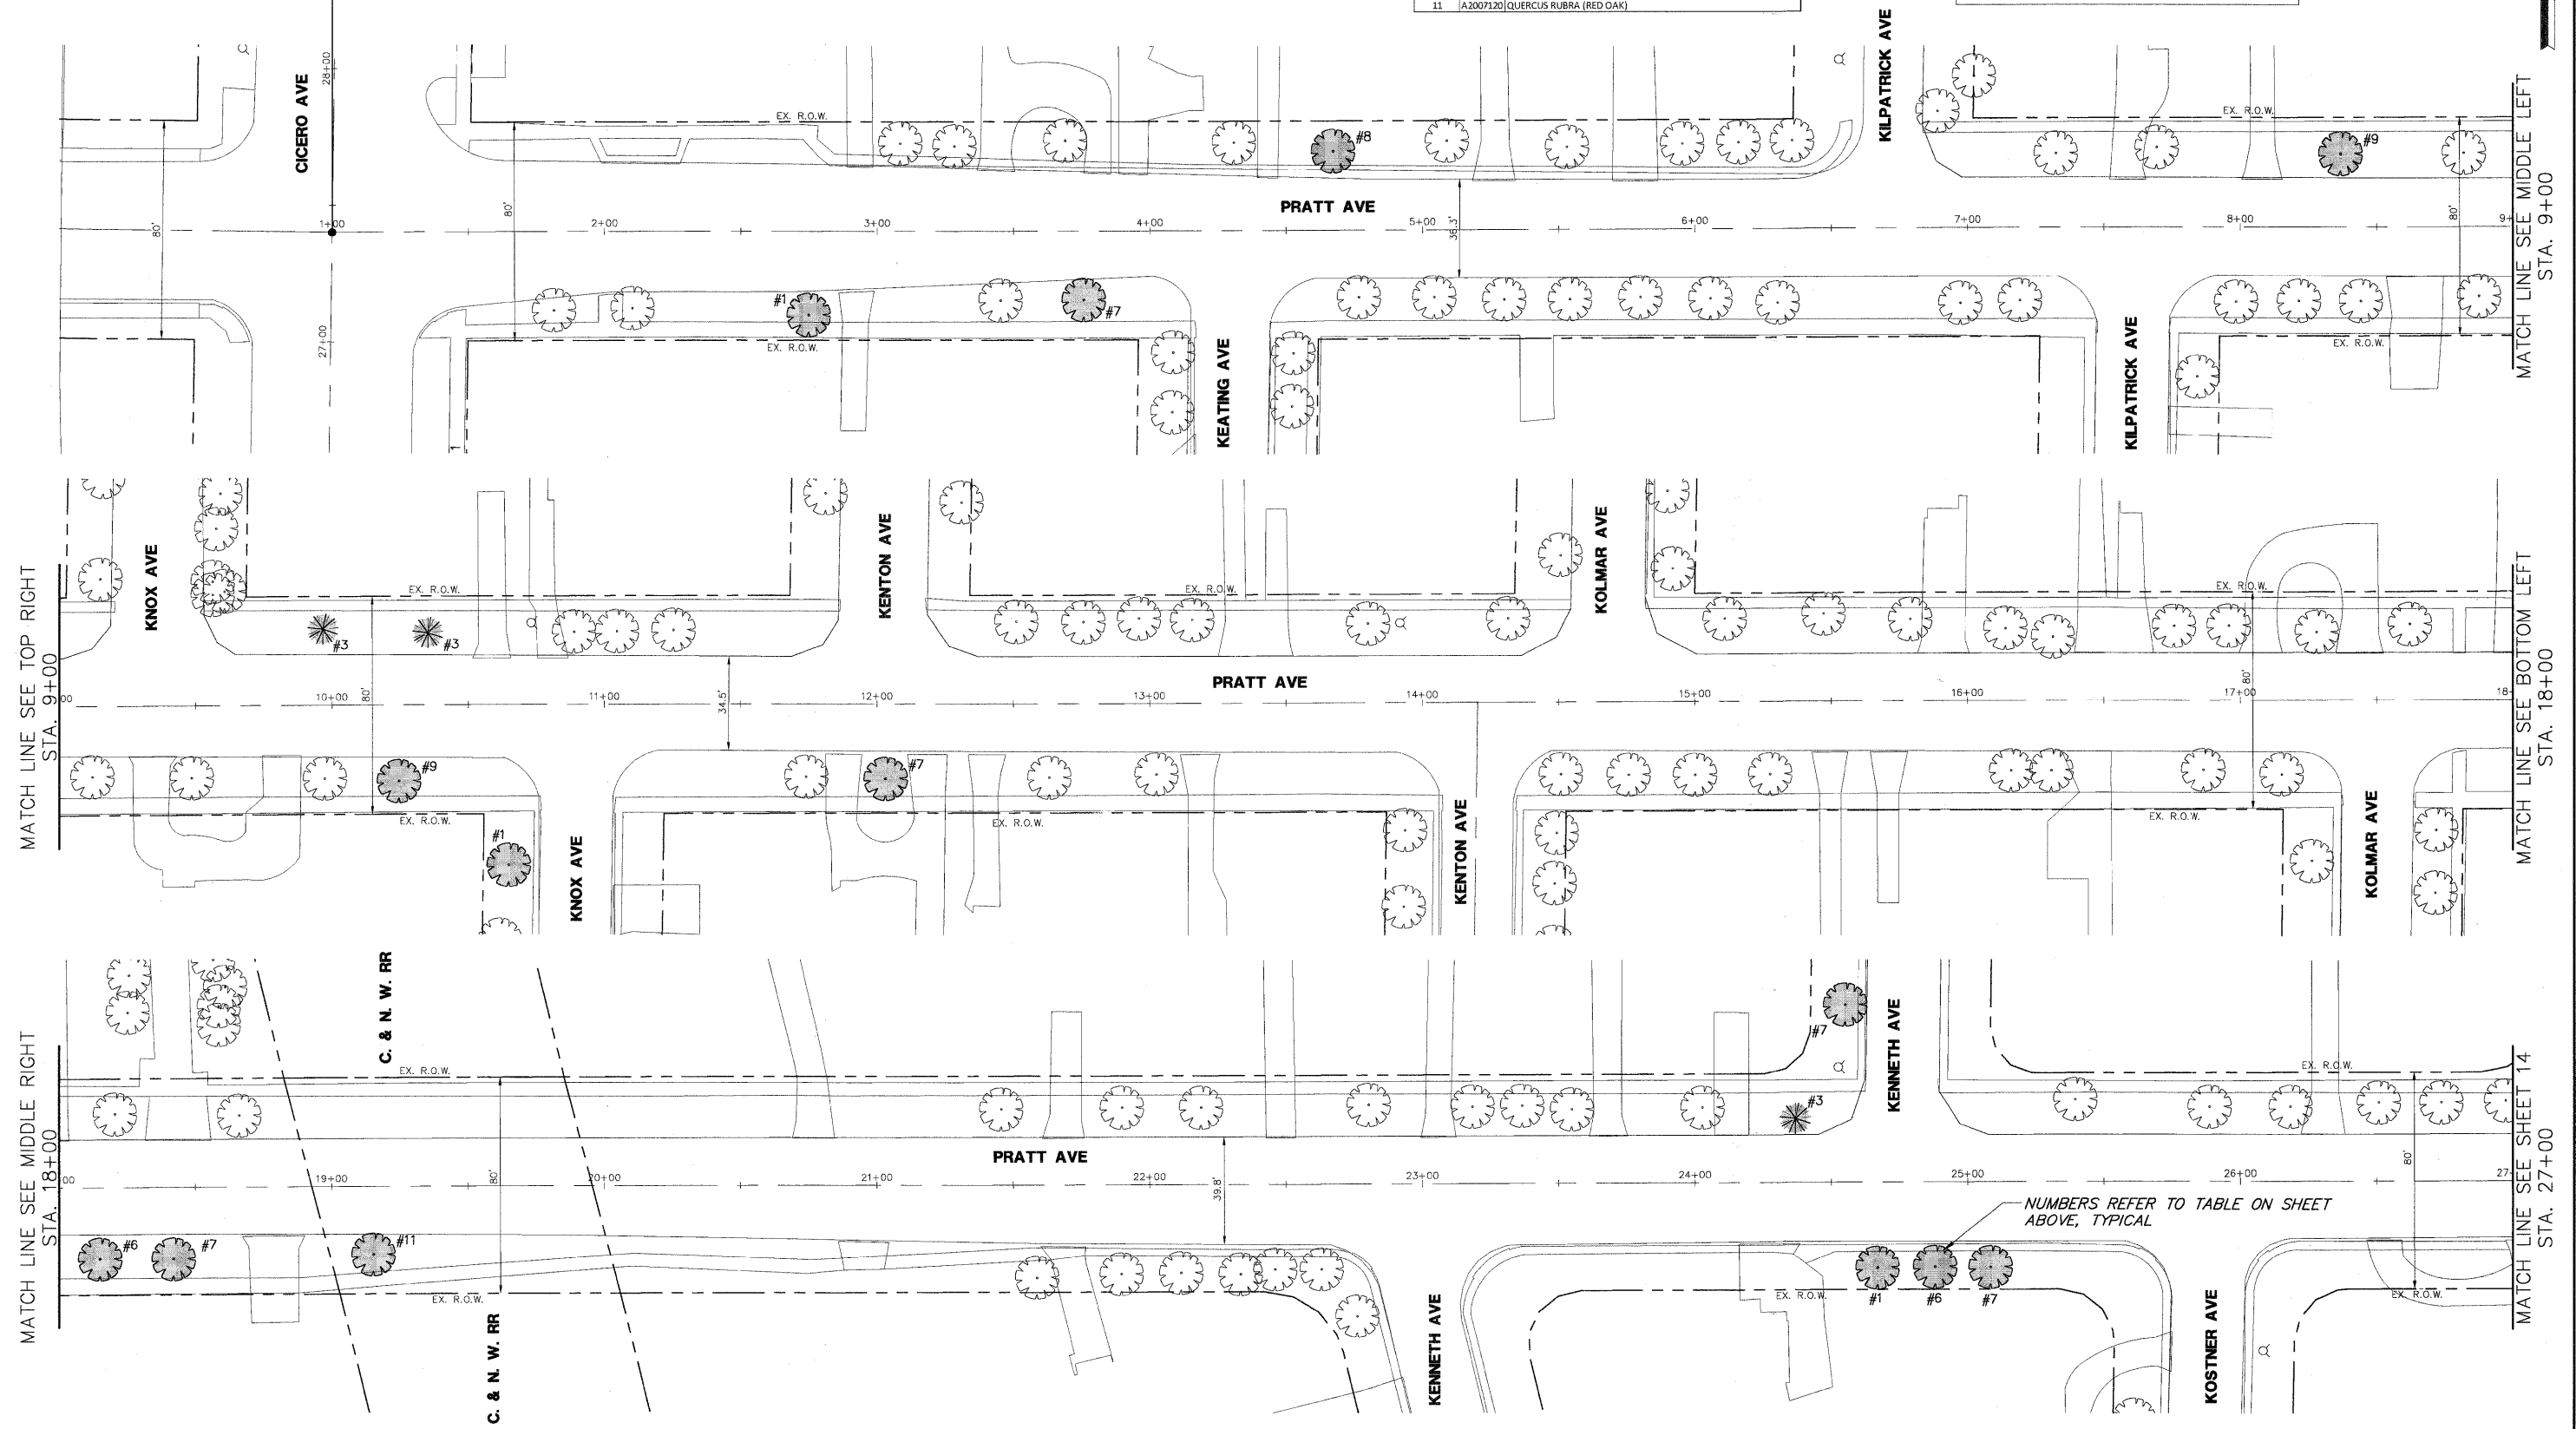 11 A2007120 QUERCUS RUBRA (RED OAK)
CICERO AVE
28+00
EX. R.O.W.
KILPATRICK AVE
EX. R.O.W.
#8
#9
80'
80'
PRATT AVE
36.3'
80'
1+00
2+00
3+00
4+00
5+00
6+00
7+00
8+00
9+
MATCH LINE SEE MIDDLE LEFT
STA. 9+00
27+00
#1
#7
EX. R.O.W.
KEATING AVE
KILPATRICK AVE
EX. R.O.W.
MATCH LINE SEE TOP RIGHT
STA. 9+00
KNOX AVE
EX. R.O.W.
KENTON AVE
EX. R.O.W.
KOLMAR AVE
EX. R.O.W.
#3
#3
80'
34.5'
PRATT AVE
80'
00
10+00
11+00
12+00
13+00
14+00
15+00
16+00
17+00
18
MATCH LINE SEE BOTTOM LEFT
STA. 18+00
#9
#7
EX. R.O.W.
EX. R.O.W.
EX. R.O.W.
#1
KNOX AVE
KENTON AVE
KOLMAR AVE
MATCH LINE SEE MIDDLE RIGHT
STA. 18+00
C. & N. W. RR
EX. R.O.W.
#7
KENNETH AVE
EX. R.O.W.
#3
80'
PRATT AVE
39.8'
80'
00
19+00
20+00
21+00
22+00
23+00
24+00
25+00
26+00
27
NUMBERS REFER TO TABLE ON SHEET
ABOVE, TYPICAL
MATCH LINE SEE SHEET 14
STA. 27+00
#6
#7
#11
EX. R.O.W.
EX. R.O.W.
#1
#6
#7
EX. R.O.W.
C. & N. W. RR
KENNETH AVE
KOSTNER AVE